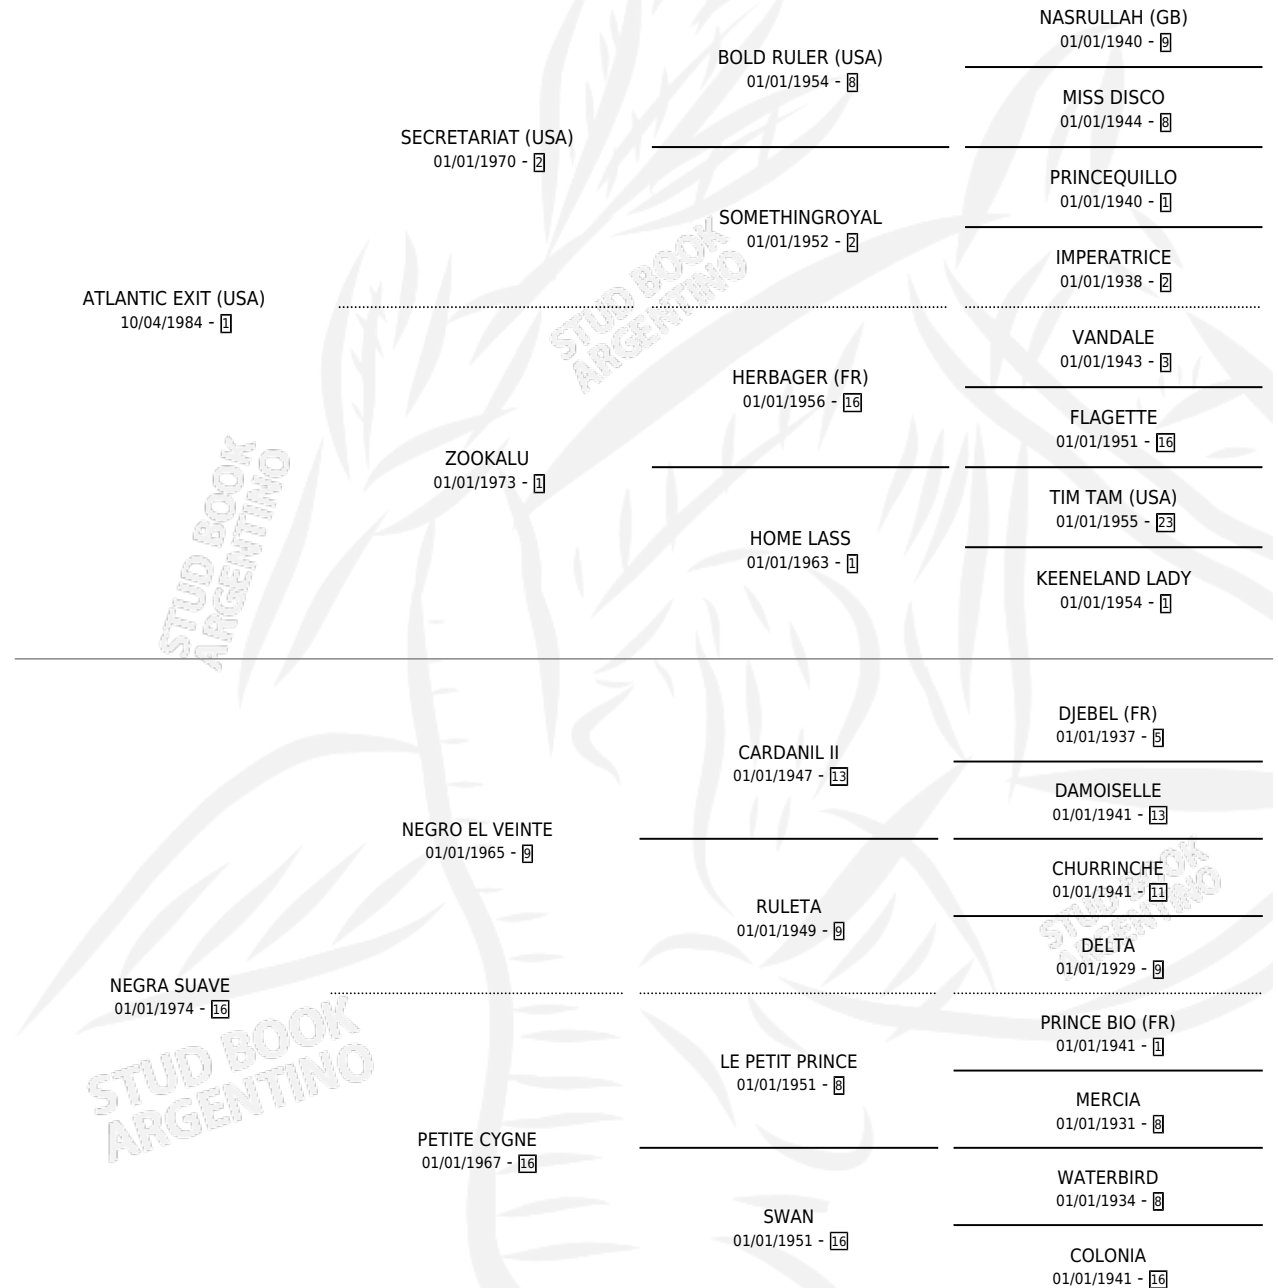 NASRULLAH (GB)
01/01/1940 - 9
BOLD RULER (USA)
01/01/1954 - 8
MISS DISCO
01/01/1944 - 8
SECRETARIAT (USA)
01/01/1970 - 2
PRINCEQUILLO
01/01/1940 - 1
SOMETHINGROYAL
01/01/1952 - 2
IMPERATRICE
01/01/1938 - 2
ATLANTIC EXIT (USA)
10/04/1984 - 1
STUD BOOK
ARGENTINO
VANDALE
01/01/1943 - 3
HERBAGER (FR)
01/01/1956 - 16
FLAGETTE
01/01/1951 - 16
ZOOKALU
01/01/1973 - 1
TIM TAM (USA)
01/01/1955 - 23
HOME LASS
01/01/1963 - 1
KEENELAND LADY
01/01/1954 - 1
STUD BOOK
ARGENTINO
DJEBEL (FR)
01/01/1937 - 5
CARDANIL II
01/01/1947 - 13
DAMOISELLE
01/01/1941 - 13
NEGRO EL VEINTE
01/01/1965 - 9
CHURRINCHE
01/01/1941 - 11
RULETA
01/01/1949 - 9
DELTA
01/01/1929 - 9
STUD BOOK
ARGENTINO
NEGRA SUAVE
01/01/1974 - 16
PRINCE BIO (FR)
01/01/1941 - 1
LE PETIT PRINCE
01/01/1951 - 8
MERCIA
01/01/1931 - 8
STUD BOOK
ARGENTINO
PETITE CYGNE
01/01/1967 - 16
WATERBIRD
01/01/1934 - 8
SWAN
01/01/1951 - 16
COLONIA
01/01/1941 - 16